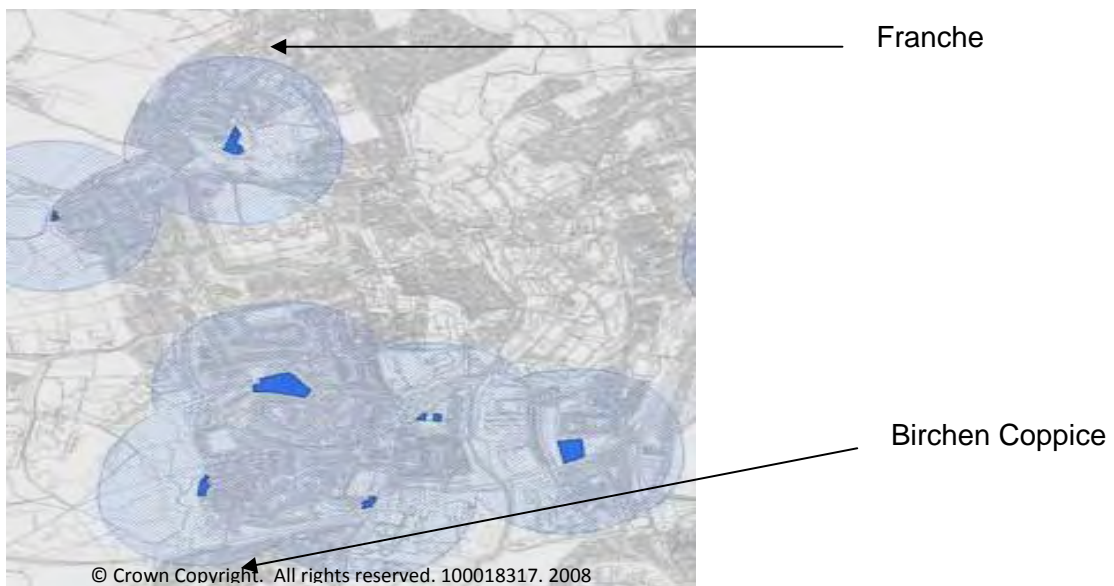 Franche
Birchen Coppice
© Crown Copyright. All rights reserved. 100018317. 2008